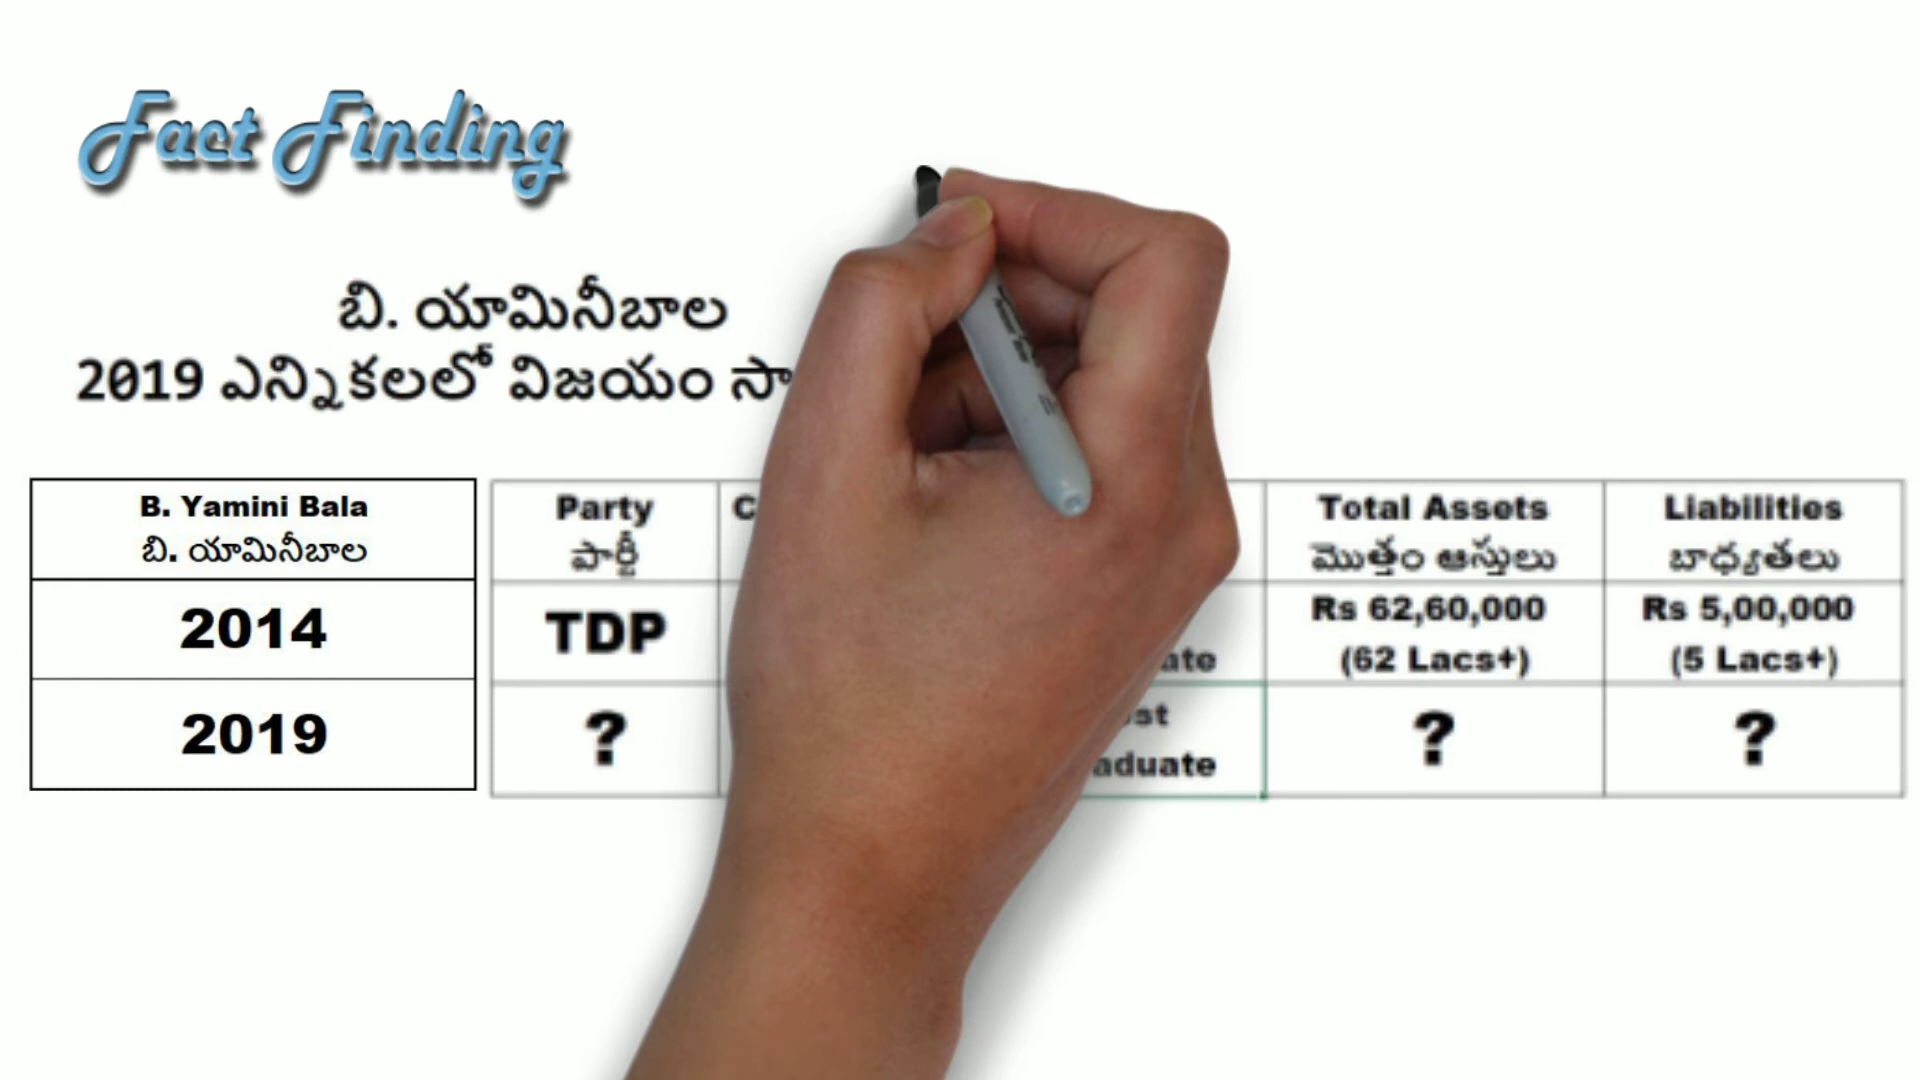 Fact Finding
బి. యామినీబాల
2019 ఎన్నికలలో విజయం
B. Yamini Bala
బి. యామినీబాల
Party
పార్టీ
Total Assets
మొత్తం ఆస్తులు
Liabilities
బాధ్యతలు
2014
TDP
Rs 62,60,000
(62 Lacs+)
Rs 5,00,000
(5 Lacs+)
2019
?
?
?